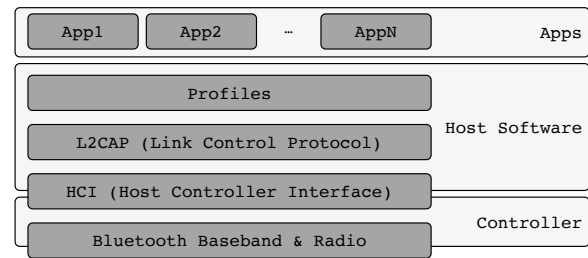 App1 App2 … AppN Apps
Profiles
Host Software
L2CAP (Link Control Protocol)
HCI (Host Controller Interface)
Controller
Bluetooth Baseband & Radio